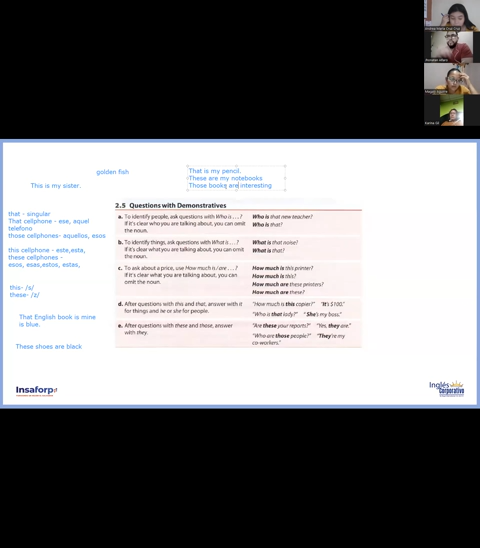 golden fish
This is my sister.
That is my pencil.
These are my notebooks
Those books are interesting
that - singular
That cellphone - ese, aquel
telefono
those cellphones- aquellos, esos
this cellphone - este,esta,
these cellphones -
esos, esas,estos, estas,
this- /s/
these- /z/
That English book is mine
is blue.
These shoes are black
2.5 Questions with Demonstratives
a. To identify people, ask questions with Who is . . . ?
If it's clear who you are talking about, you can omit
the noun.
Who is that new teacher?
Who is that?
b. To identify things, ask questions with What is . . . ?
If it's clear what you are talking about, you can omit
the noun.
What is that noise?
What is that?
c. To ask about a price, use How much is / are . . . ?
If it's clear what you are talking about, you can
omit the noun.
How much is this printer?
How much is this?
How much are these printers?
How much are these?
d. After questions with this and that, answer with it
for things and he or she for people.
"How much is this copier?" "It's $100."
"Who is that lady?" "She's my boss."
e. After questions with these and those, answer
with they.
"Are these your reports?" "Yes, they are."
"Who are those people?" "They're my
co-workers."
Insaforp
Inglés
Corporativo